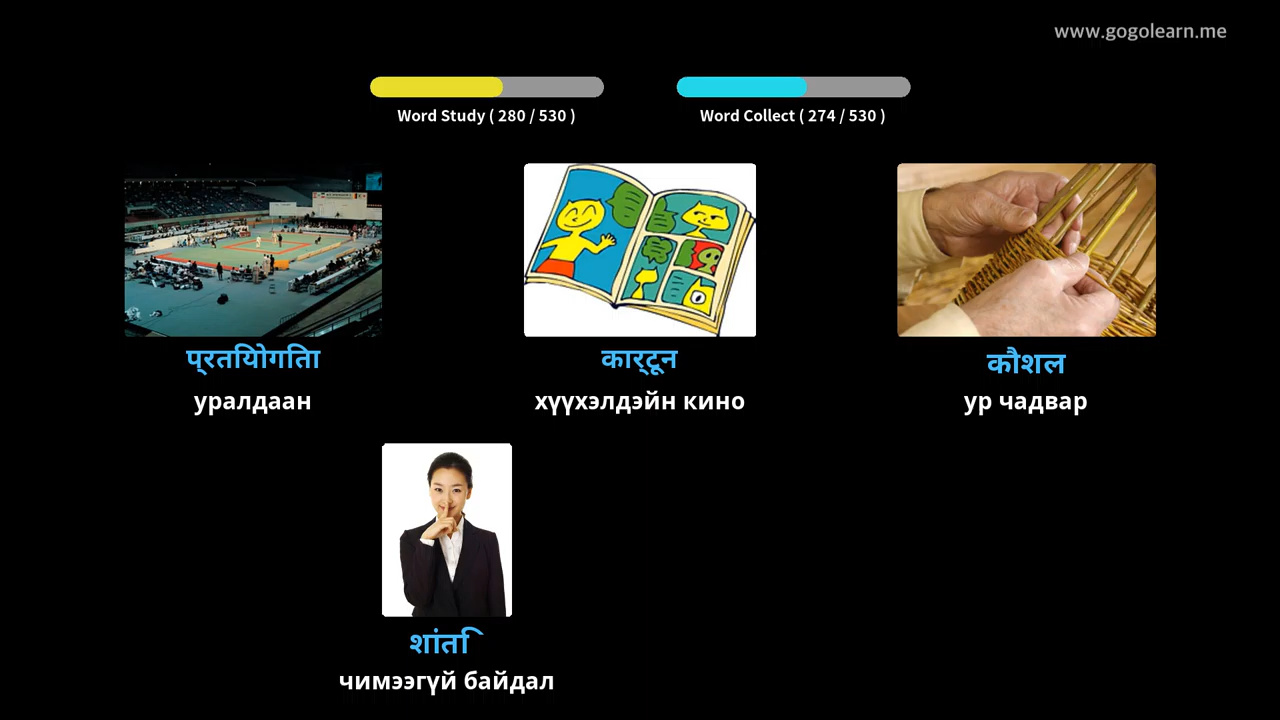 www.gogolearn.me
Word Study ( 280 / 530 )
Word Collect ( 274 / 530 )
प्रतियोगिता
कार्टून
कौशल
уралдаан
хүүхэлдэйн кино
ур чадвар
शांति
чимээгүй байдал